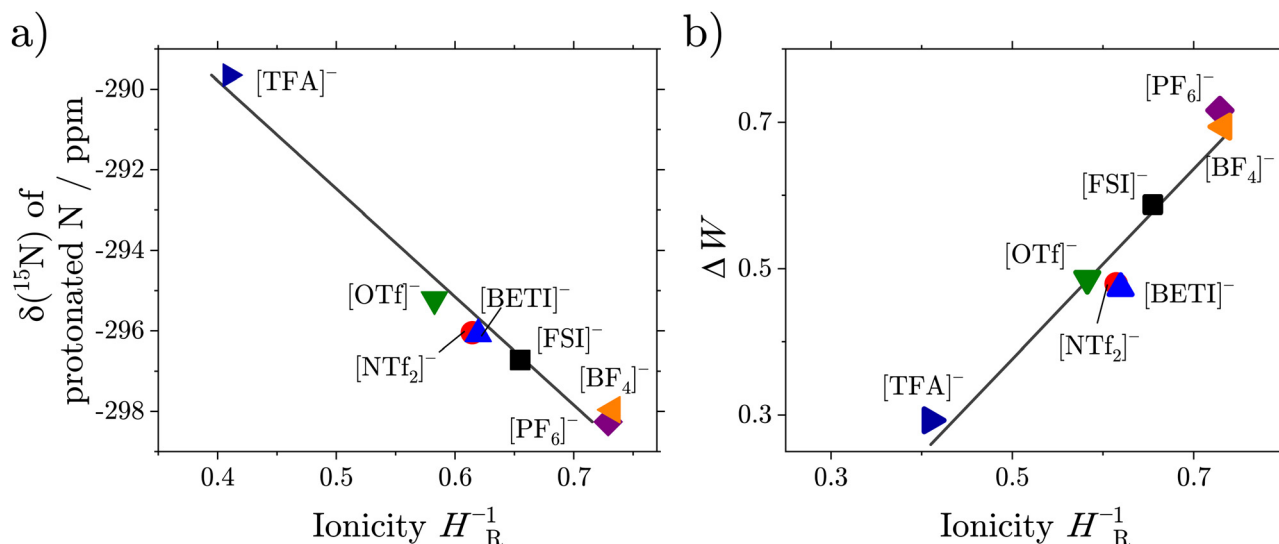 a)
δ(¹⁵N) of
protonated N / ppm
-290
-292
-294
-296
-298
[TFA]⁻
[OTf]⁻
[BETI]⁻
[NTf₂]⁻
[FSI]⁻
[BF₄]⁻
[PF₆]⁻
0.4 0.5 0.6 0.7
Ionicity H⁻¹_R
b)
ΔW
0.7
0.5
0.3
[PF₆]⁻
[BF₄]⁻
[FSI]⁻
[OTf]⁻
[BETI]⁻
[NTf₂]⁻
[TFA]⁻
0.3 0.5 0.7
Ionicity H⁻¹_R